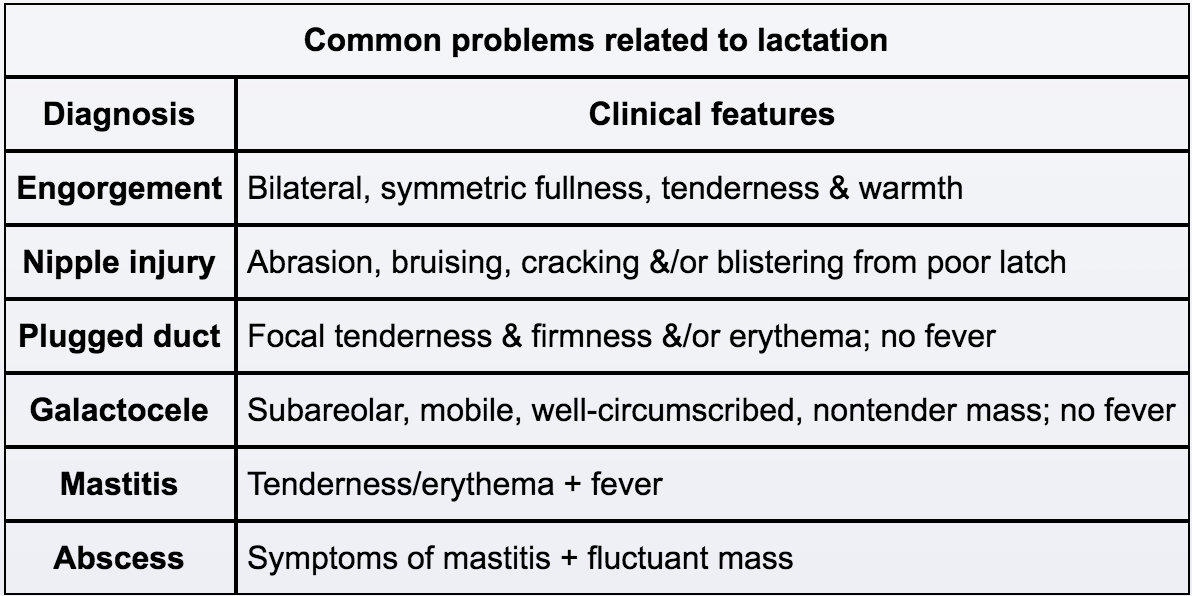 Common problems related to lactation
Diagnosis Clinical features
Engorgement Bilateral, symmetric fullness, tenderness & warmth
Nipple injury Abrasion, bruising, cracking &/or blistering from poor latch
Plugged duct Focal tenderness & firmness &/or erythema; no fever
Galactocele Subareolar, mobile, well-circumscribed, nontender mass; no fever
Mastitis Tenderness/erythema + fever
Abscess Symptoms of mastitis + fluctuant mass